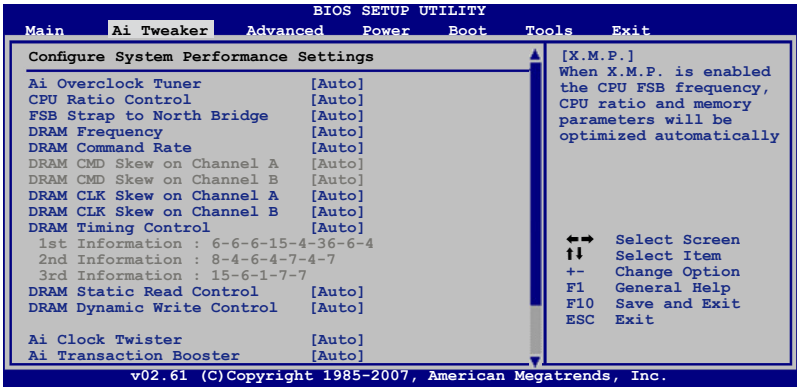 BIOS SETUP UTILITY
Main Ai Tweaker Advanced Power Boot Tools Exit
Configure System Performance Settings
Ai Overclock Tuner [Auto]
CPU Ratio Control [Auto]
FSB Strap to North Bridge [Auto]
DRAM Frequency [Auto]
DRAM Command Rate [Auto]
DRAM CMD Skew on Channel A [Auto]
DRAM CMD Skew on Channel B [Auto]
DRAM CLK Skew on Channel A [Auto]
DRAM CLK Skew on Channel B [Auto]
DRAM Timing Control [Auto]
1st Information : 6-6-6-15-4-36-6-4
2nd Information : 8-4-6-4-7-4-7
3rd Information : 15-6-1-7-7
DRAM Static Read Control [Auto]
DRAM Dynamic Write Control [Auto]
Ai Clock Twister [Auto]
Ai Transaction Booster [Auto]
[X.M.P.]
When X.M.P. is enabled
the CPU FSB frequency,
CPU ratio and memory
parameters will be
optimized automatically
←→ Select Screen
↑↓ Select Item
+- Change Option
F1 General Help
F10 Save and Exit
ESC Exit
v02.61 (C)Copyright 1985-2007, American Megatrends, Inc.